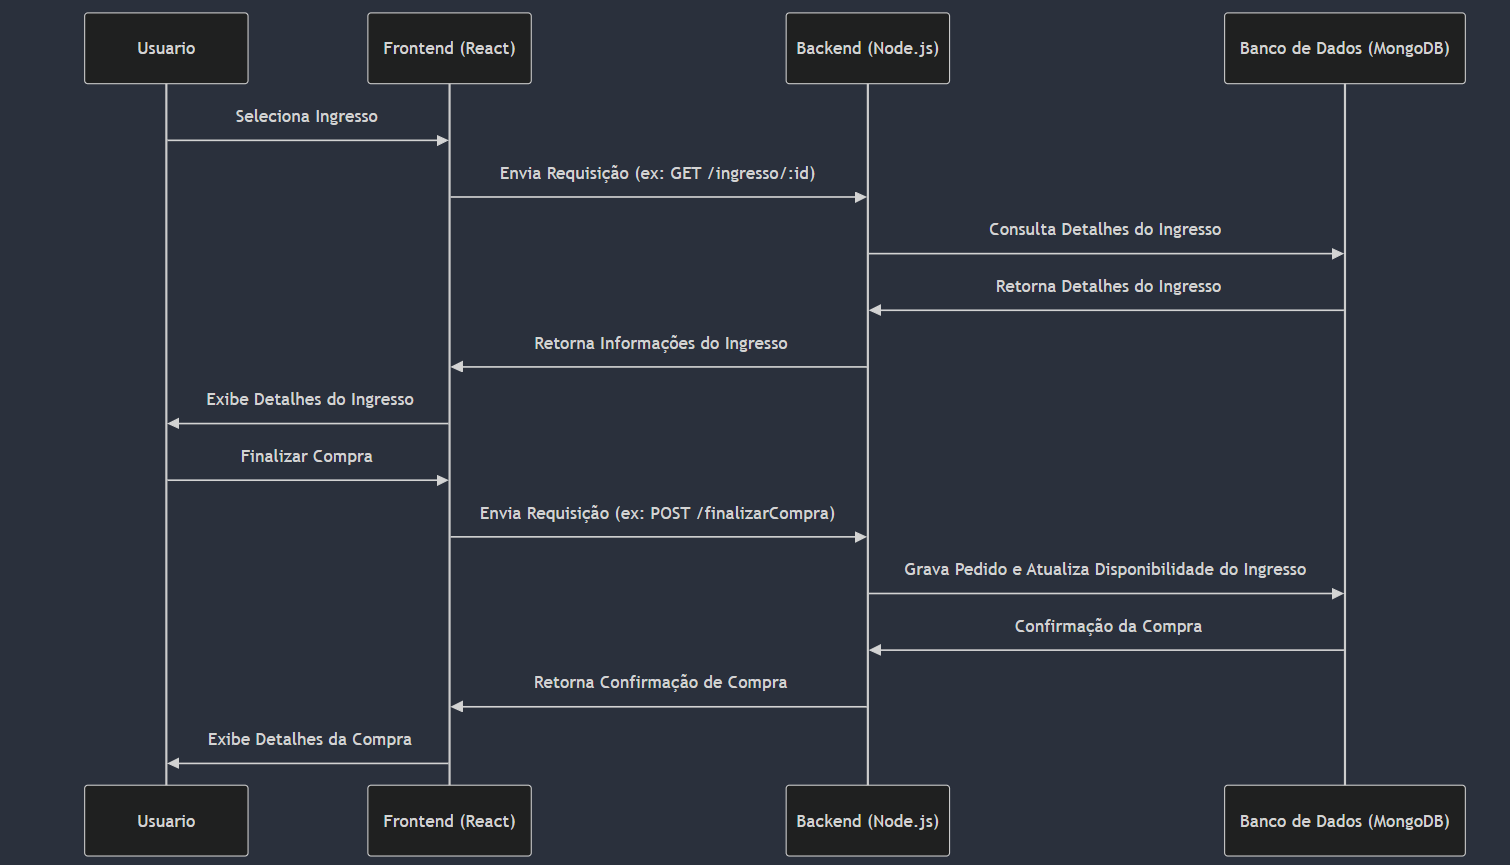 Usuario
Frontend (React)
Backend (Node.js)
Banco de Dados (MongoDB)
Seleciona Ingresso
Envia Requisição (ex: GET /ingresso/:id)
Consulta Detalhes do Ingresso
Retorna Detalhes do Ingresso
Retorna Informações do Ingresso
Exibe Detalhes do Ingresso
Finalizar Compra
Envia Requisição (ex: POST /finalizarCompra)
Grava Pedido e Atualiza Disponibilidade do Ingresso
Confirmação da Compra
Retorna Confirmação de Compra
Exibe Detalhes da Compra
Usuario
Frontend (React)
Backend (Node.js)
Banco de Dados (MongoDB)